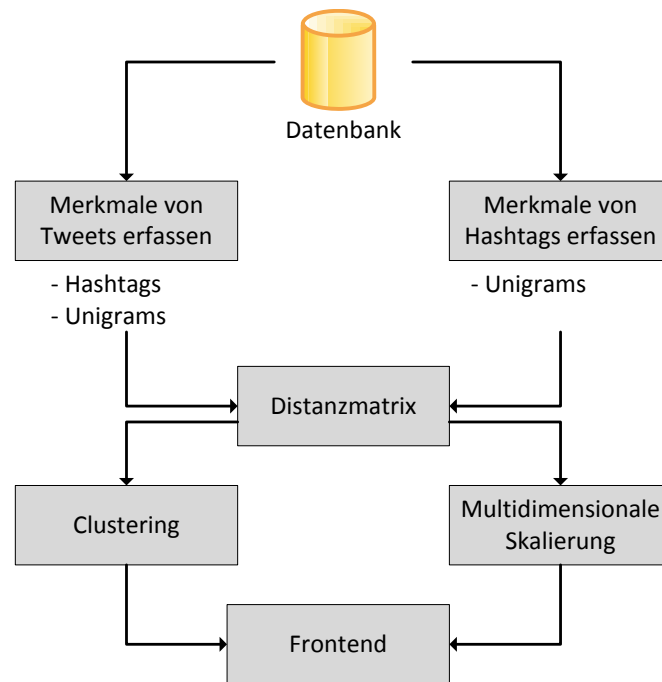 Datenbank
Merkmale von
Tweets erfassen
- Hashtags
- Unigrams
Merkmale von
Hashtags erfassen
- Unigrams
Distanzmatrix
Clustering
Multidimensionale
Skalierung
Frontend